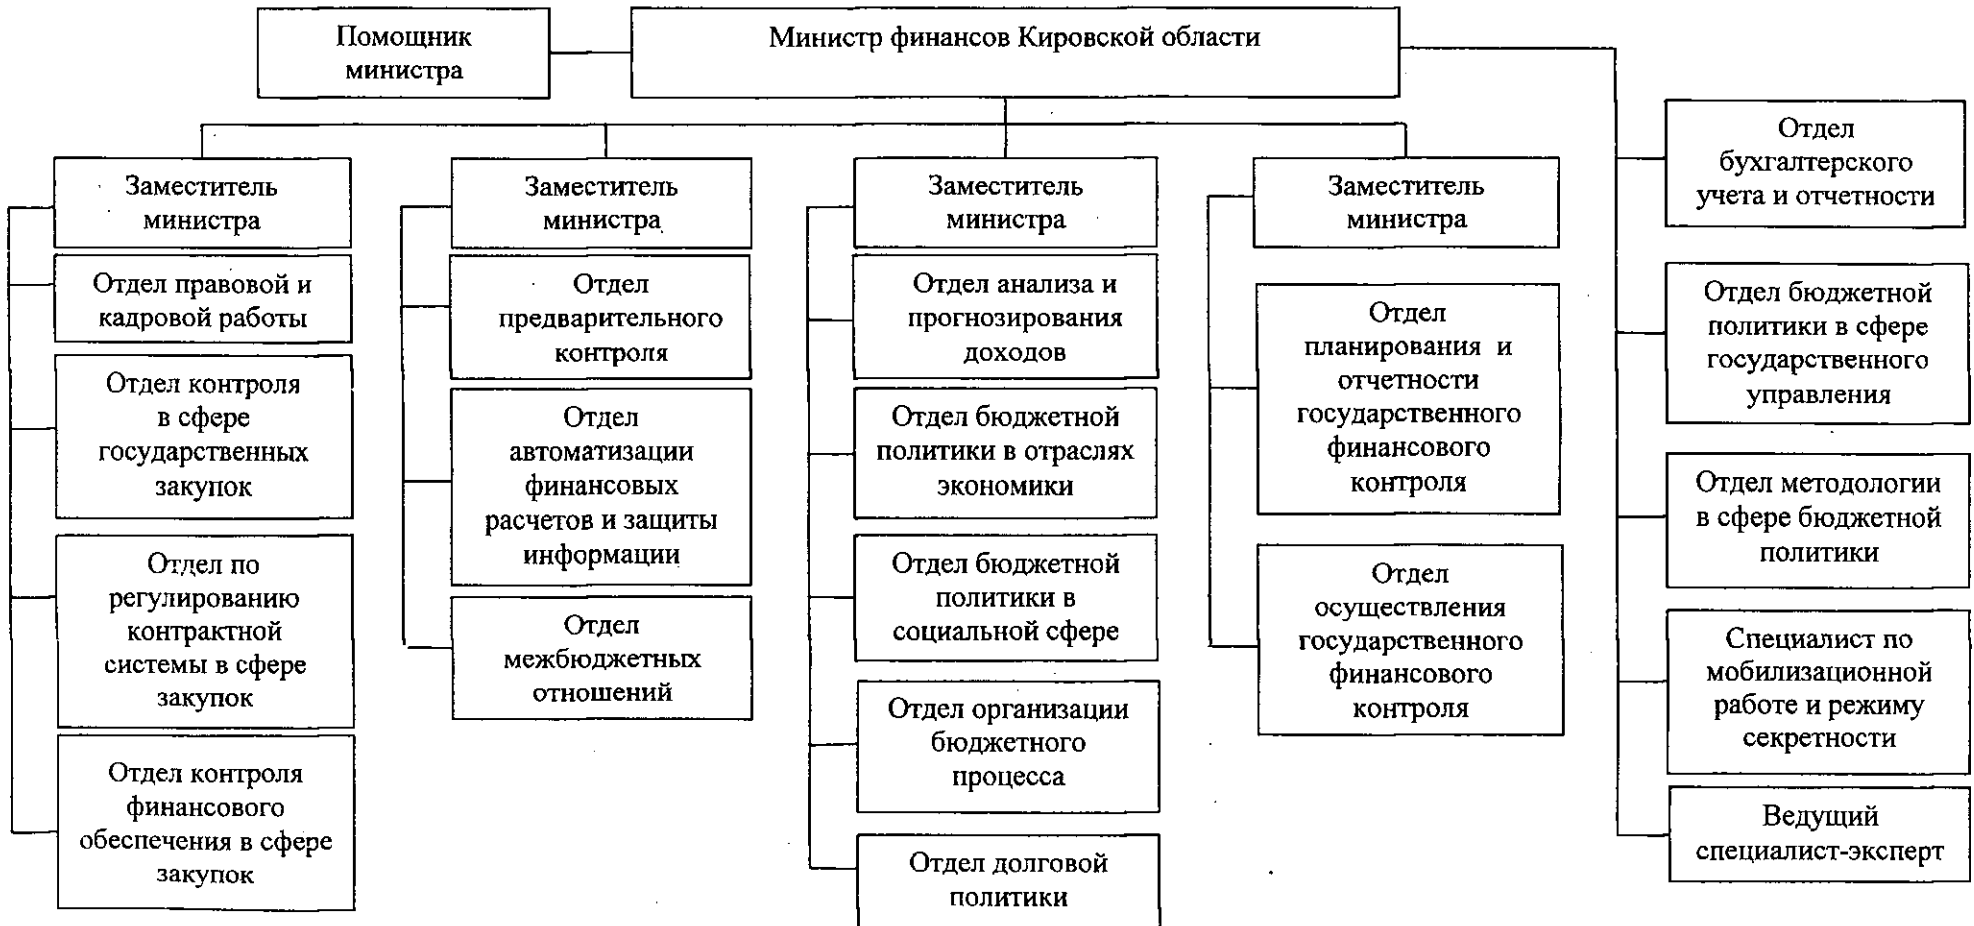 Помощник
министра
Министр финансов Кировской области
Заместитель
министра
Отдел правовой и
кадровой работы
Отдел контроля
в сфере
государственных
закупок
Отдел по
регулированию
контрактной
системы в сфере
закупок
Отдел контроля
финансового
обеспечения в сфере
закупок
Заместитель
министра
Отдел
предварительного
контроля
Отдел
автоматизации
финансовых
расчетов и защиты
информации
Отдел
межбюджетных
отношений
Заместитель
министра
Отдел анализа и
прогнозирования
доходов
Отдел бюджетной
политики в отраслях
экономики
Отдел бюджетной
политики в
социальной сфере
Отдел организации
бюджетного
процесса
Отдел долговой
политики
Заместитель
министра
Отдел
планирования и
отчетности
государственного
финансового
контроля
Отдел
осуществления
государственного
финансового
контроля
Отдел
бухгалтерского
учета и отчетности
Отдел бюджетной
политики в сфере
государственного
управления
Отдел методологии
в сфере бюджетной
политики
Специалист по
мобилизационной
работе и режиму
секретности
Ведущий
специалист-эксперт